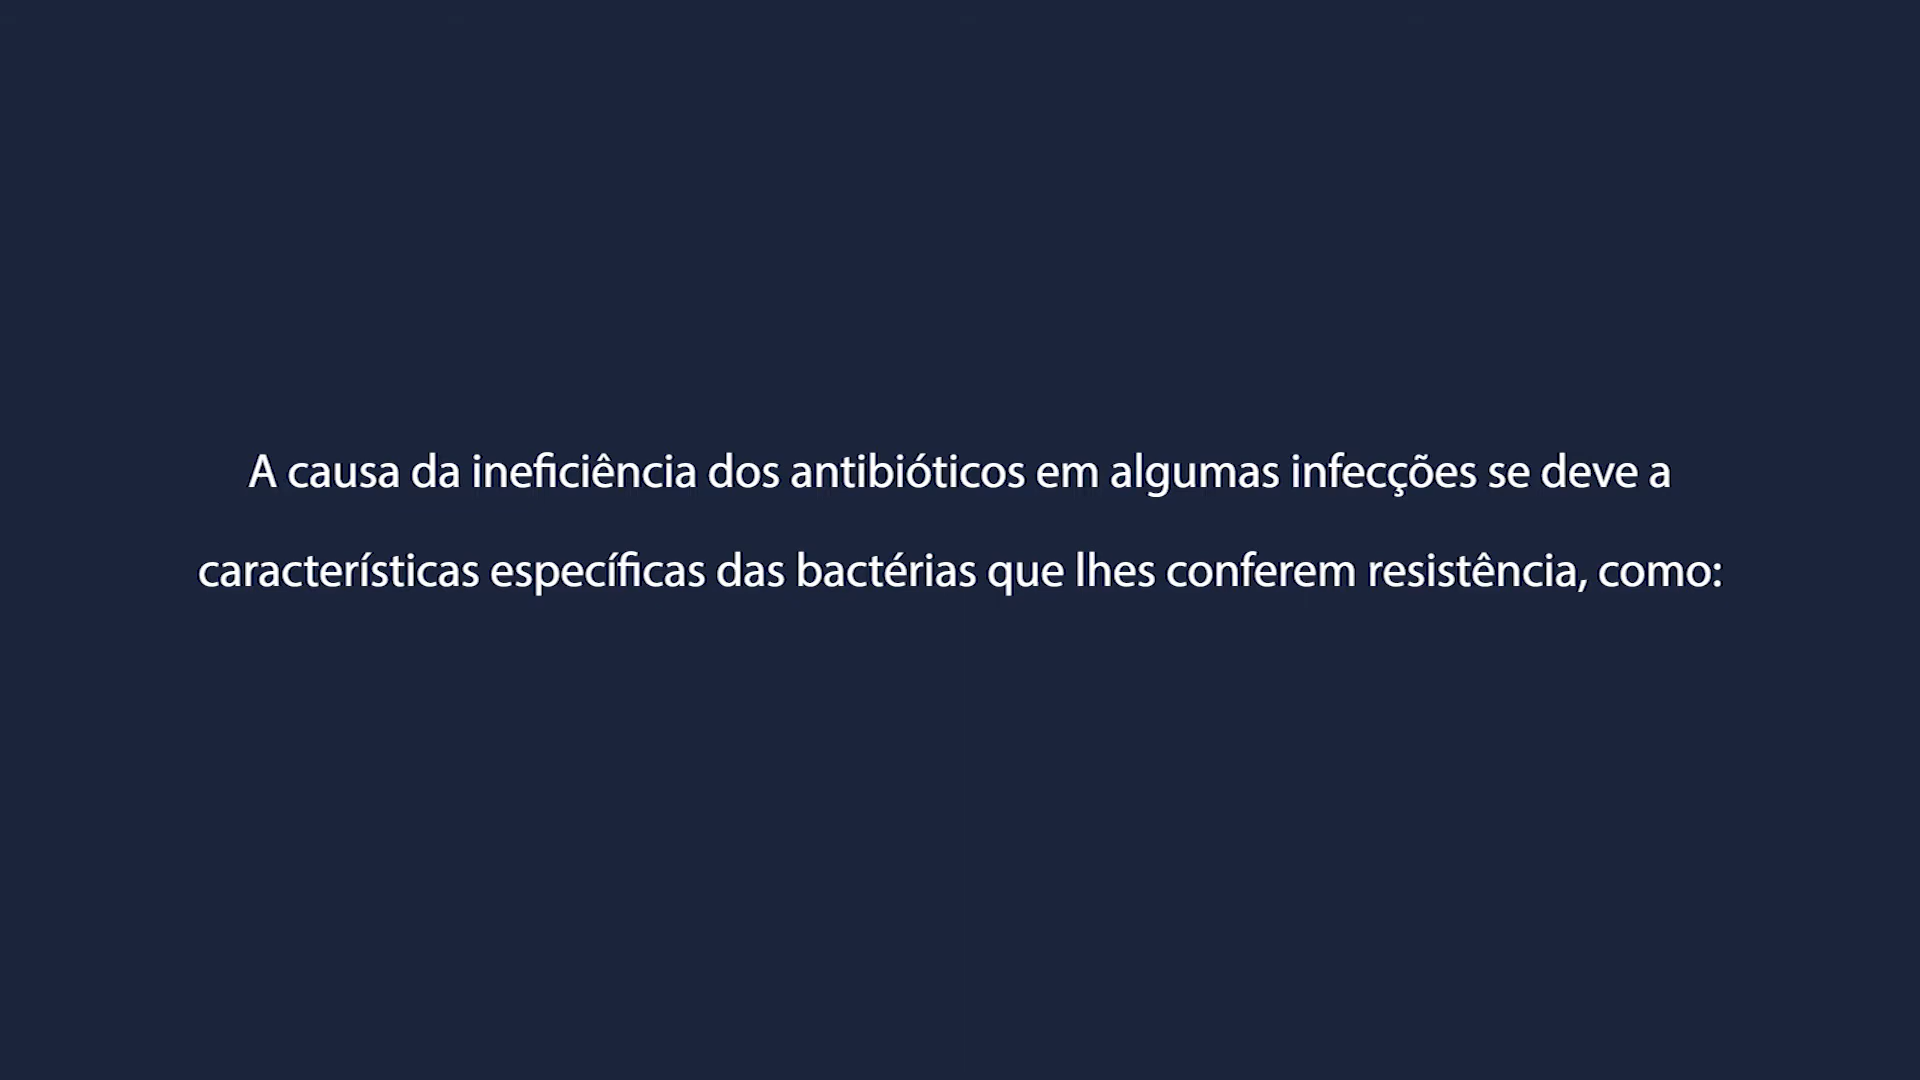 A causa da ineficiência dos antibióticos em algumas infecções se deve a
características específicas das bactérias que lhes conferem resistência, como: